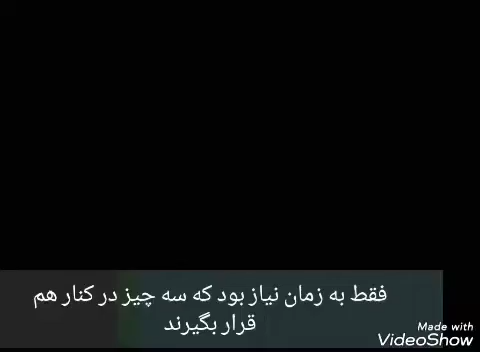 فقط به زمان نیاز بود که سه چیز در کنار هم
قرار بگیرند
Made with
VideoShow